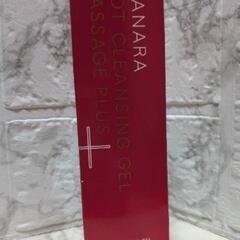 ANARA
OT CLEANSING GEL
ASSAGE PLUS